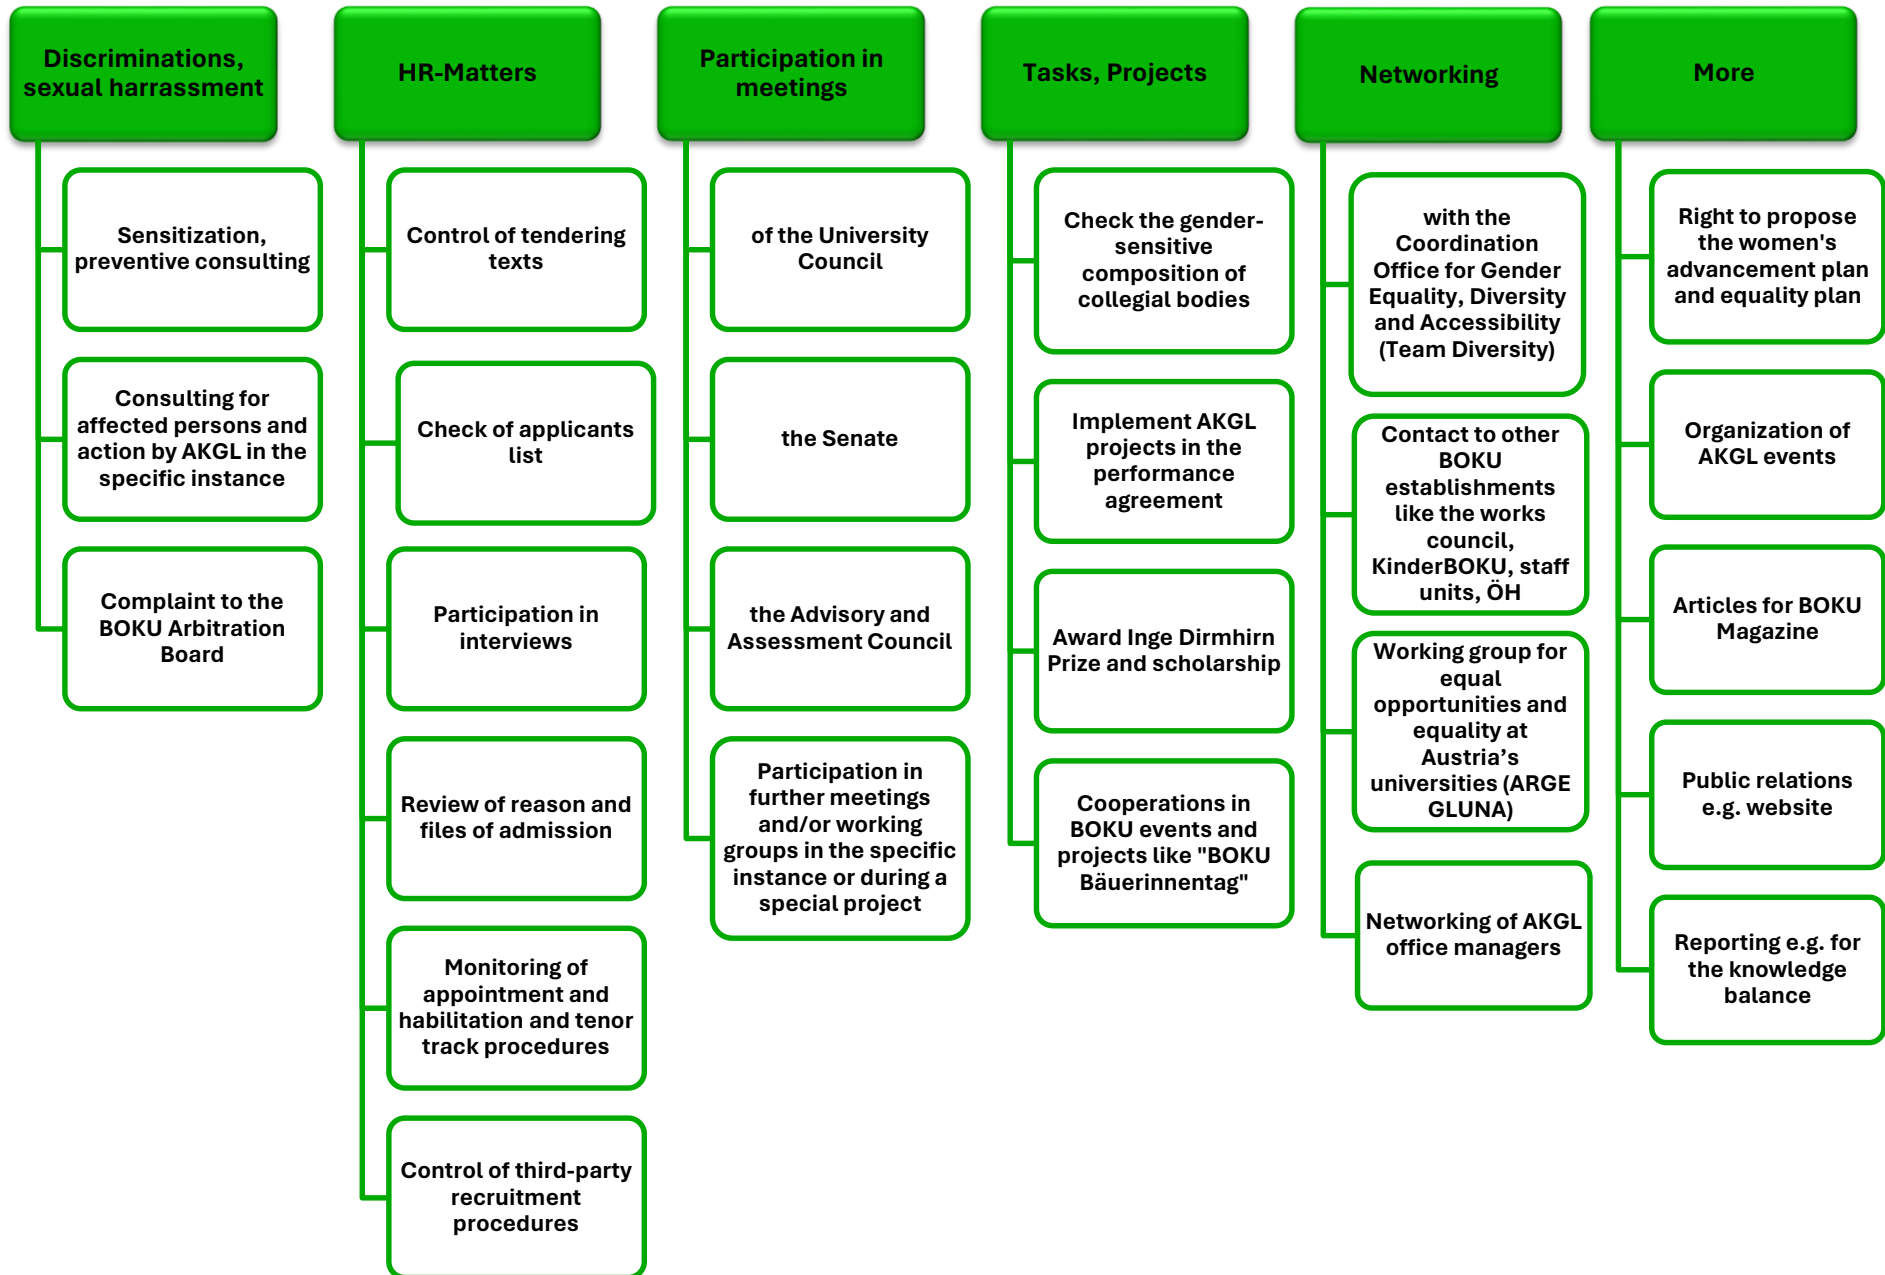 Discriminations,
sexual harrassment
Sensitization,
preventive consulting
Consulting for
affected persons and
action by AKGL in the
specific instance
Complaint to the
BOKU Arbitration
Board
HR-Matters
Control of tendering
texts
Check of applicants
list
Participation in
interviews
Review of reason and
files of admission
Monitoring of
appointment and
habilitation and tenor
track procedures
Control of third-party
recruitment
procedures
Participation in
meetings
of the University
Council
the Senate
the Advisory and
Assessment Council
Participation in
further meetings
and/or working
groups in the specific
instance or during a
special project
Tasks, Projects
Check the gender-
sensitive
composition of
collegial bodies
Implement AKGL
projects in the
performance
agreement
Award Inge Dirmhirn
Prize and scholarship
Cooperations in
BOKU events and
projects like "BOKU
Bäuerinnentag"
Networking
with the
Coordination
Office for Gender
Equality, Diversity
and Accessibility
(Team Diversity)
Contact to other
BOKU
establishments
like the works
council,
KinderBOKU, staff
units, ÖH
Working group for
equal
opportunities and
equality at
Austria’s
universities (ARGE
GLUNA)
Networking of AKGL
office managers
More
Right to propose
the women's
advancement plan
and equality plan
Organization of
AKGL events
Articles for BOKU
Magazine
Public relations
e.g. website
Reporting e.g. for
the knowledge
balance